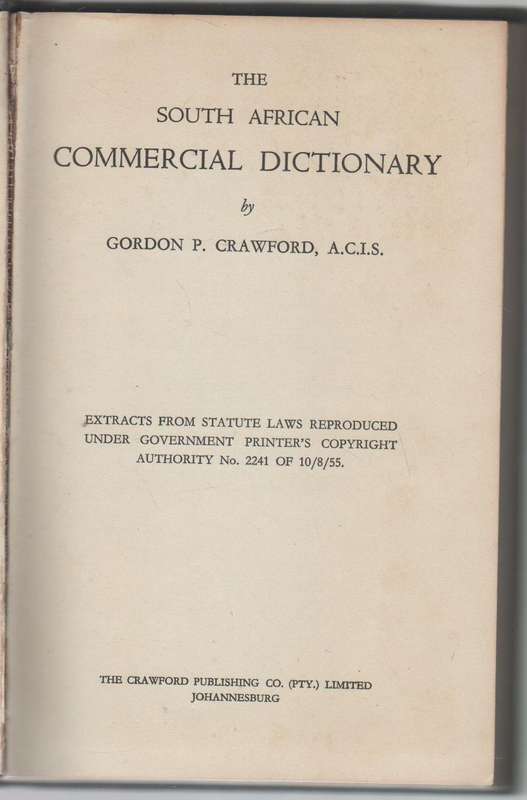 THE
SOUTH AFRICAN
COMMERCIAL DICTIONARY
by
GORDON P. CRAWFORD, A.C.I.S.
EXTRACTS FROM STATUTE LAWS REPRODUCED
UNDER GOVERNMENT PRINTER'S COPYRIGHT
AUTHORITY No. 2241 OF 10/8/55.
THE CRAWFORD PUBLISHING CO. (PTY.) LIMITED
JOHANNESBURG